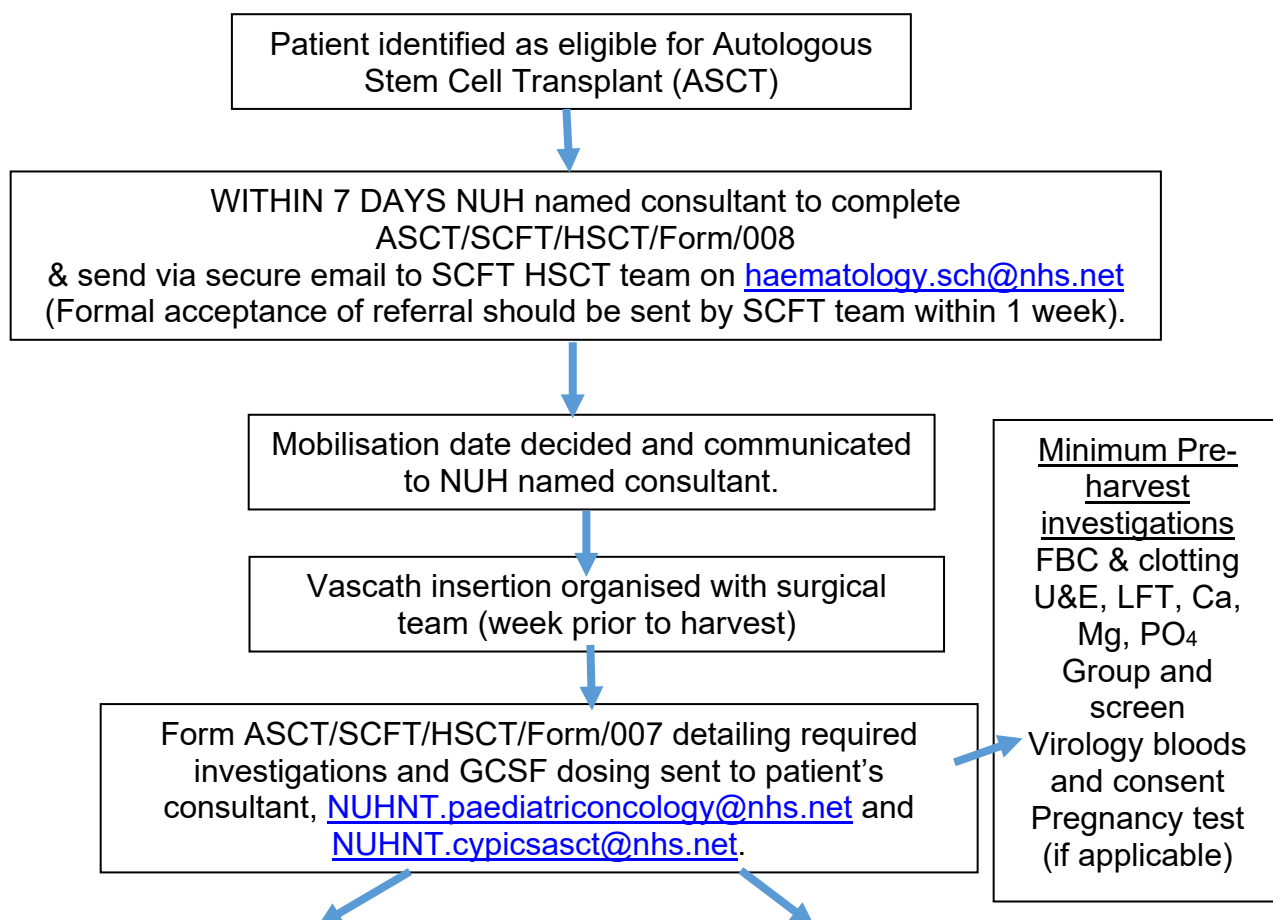 Patient identified as eligible for Autologous
Stem Cell Transplant (ASCT)
WITHIN 7 DAYS NUH named consultant to complete
ASCT/SCFT/HSCT/Form/008
& send via secure email to SCFT HSCT team on haematology.sch@nhs.net
(Formal acceptance of referral should be sent by SCFT team within 1 week).
Mobilisation date decided and communicated
to NUH named consultant.
Vascath insertion organised with surgical
team (week prior to harvest)
Form ASCT/SCFT/HSCT/Form/007 detailing required
investigations and GCSF dosing sent to patient’s
consultant, NUHNT.paediatriconcology@nhs.net and
NUHNT.cypicsasct@nhs.net.
Minimum Pre-
harvest
investigations
FBC & clotting
U&E, LFT, Ca,
Mg, PO4
Group and
screen
Virology bloods
and consent
Pregnancy test
(if applicable)